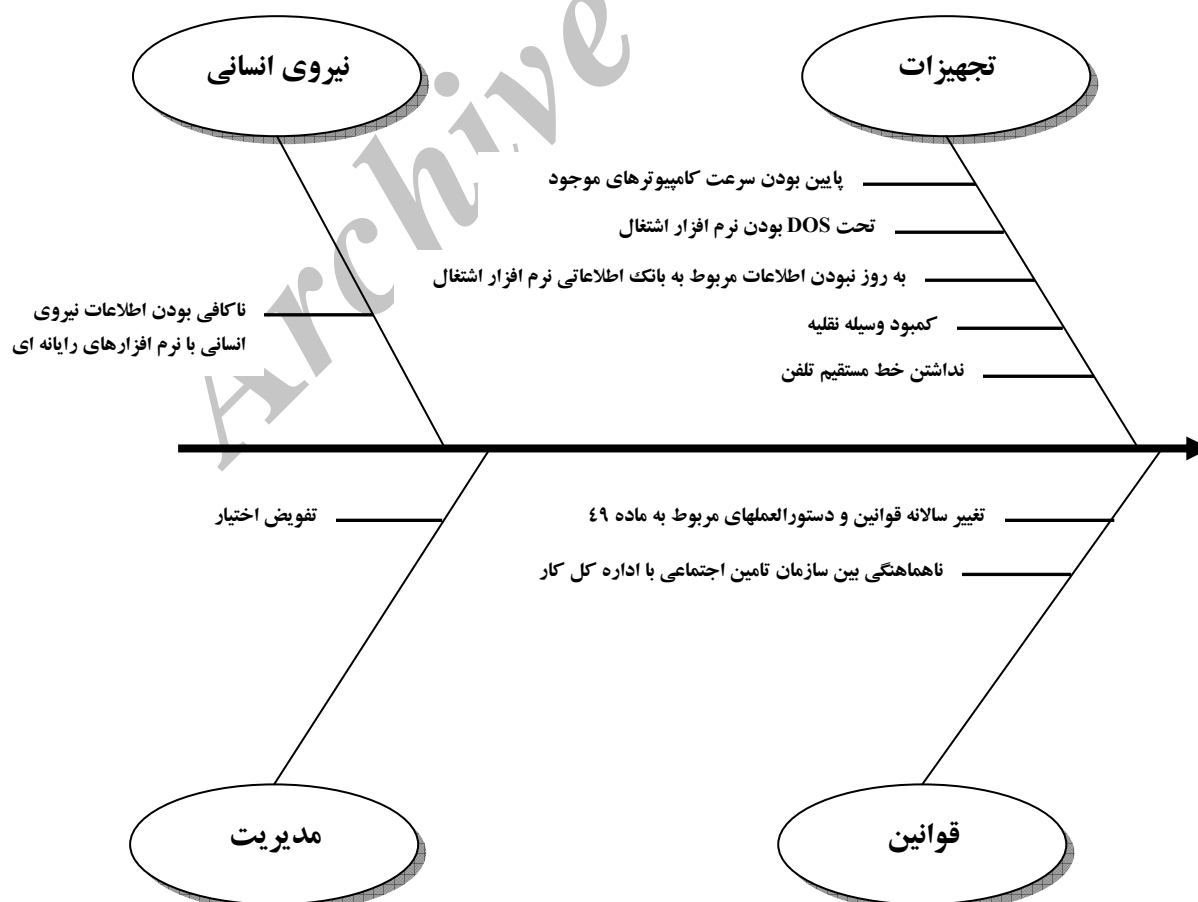 تجهیزات
نیروی انسانی
پایین بودن سرعت کامپیوترهای موجود
تحت DOS بودن نرم افزار اشتغال
به روز نبودن اطلاعات مربوط به بانک اطلاعاتی نرم افزار اشتغال
کمبود وسیله نقلیه
نداشتن خط مستقیم تلفن
ناکافی بودن اطلاعات نیروی
انسانی با نرم افزارهای رایانه ای
تغییر سالانه قوانین و دستورالعملهای مربوط به ماده ٤٩
ناهماهنگی بین سازمان تامین اجتماعی با اداره کل کار
تفویض اختیار
قوانین
مدیریت
Archive